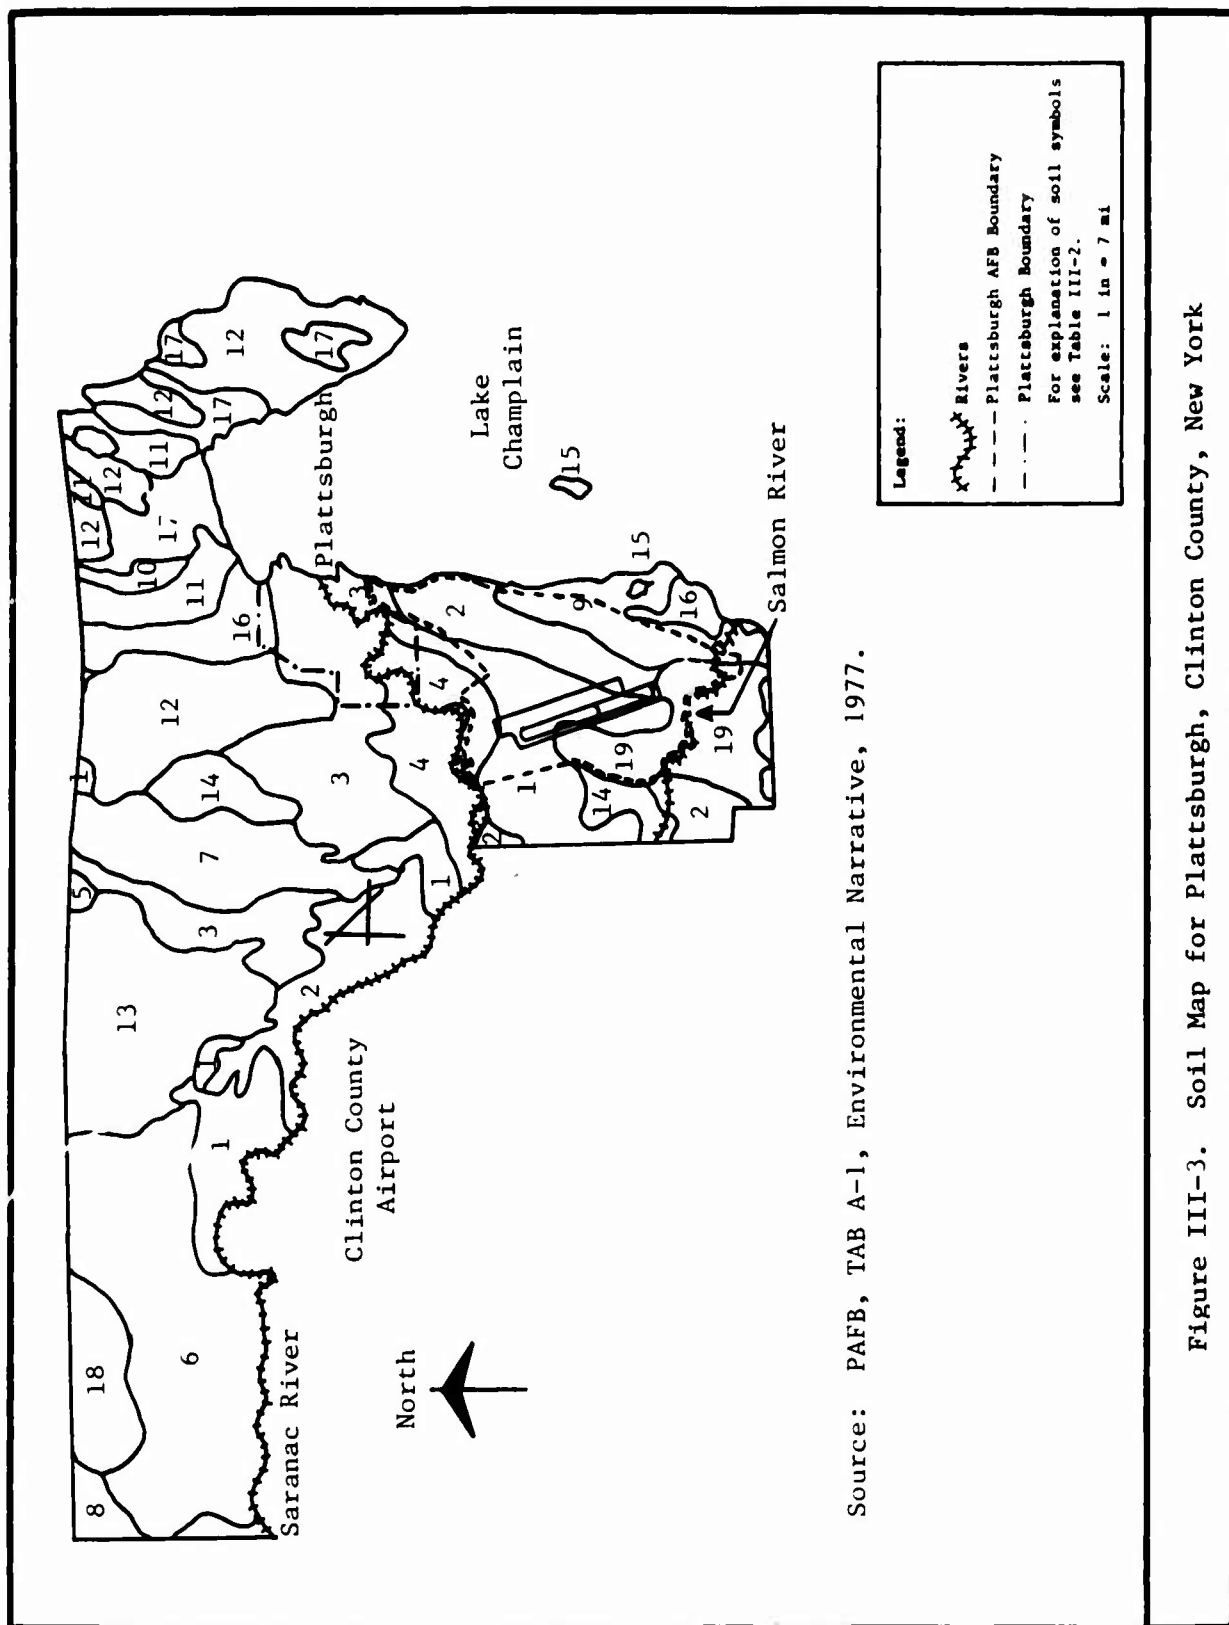 8
18
6
13
5
3
7
1
14
12
16
11
10
17
12
11
12
11
12
17
17
12
17
1
1
2
3
3
4
4
1
2
1
14
2
19
19
2
9
16
15
15
Plattsburgh
Lake
Champlain
Salmon River
Clinton County
Airport
Saranac River
North
Legend:
Rivers
Plattsburgh AFB Boundary
Plattsburgh Boundary
For explanation of soil symbols
see Table III-2.
Scale: 1 in = 7 mi
Source: PAFB, TAB A-1, Environmental Narrative, 1977.
Figure III-3. Soil Map for Plattsburgh, Clinton County, New York